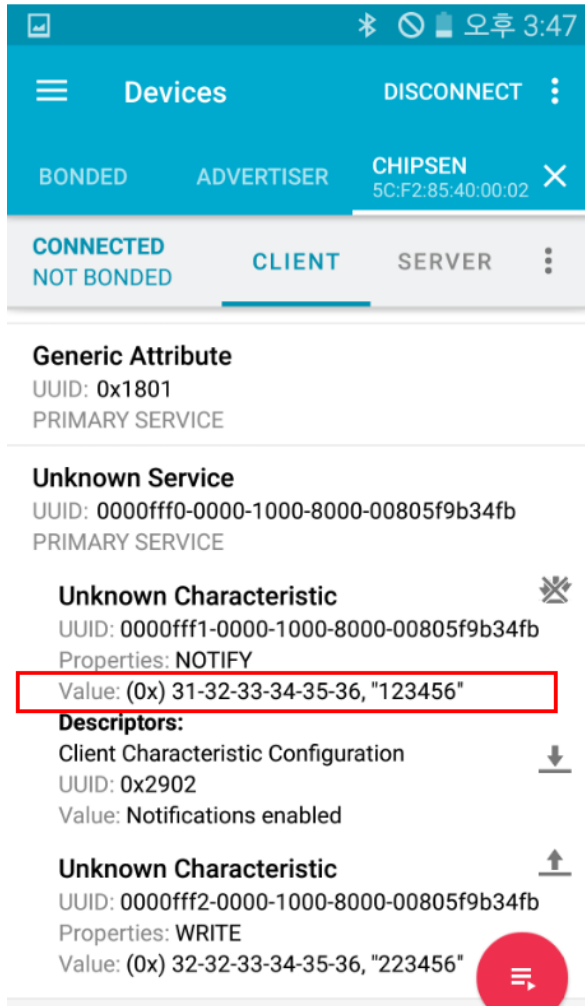 오후 3:47
Devices
DISCONNECT
BONDED
ADVERTISER
CHIPSEN
5C:F2:85:40:00:02
CONNECTED
NOT BONDED
CLIENT
SERVER
Generic Attribute
UUID: 0x1801
PRIMARY SERVICE
Unknown Service
UUID: 0000fff0-0000-1000-8000-00805f9b34fb
PRIMARY SERVICE
Unknown Characteristic
UUID: 0000fff1-0000-1000-8000-00805f9b34fb
Properties: NOTIFY
Value: (0x) 31-32-33-34-35-36, "123456"
Descriptors:
Client Characteristic Configuration
UUID: 0x2902
Value: Notifications enabled
Unknown Characteristic
UUID: 0000fff2-0000-1000-8000-00805f9b34fb
Properties: WRITE
Value: (0x) 32-32-33-34-35-36, "223456"